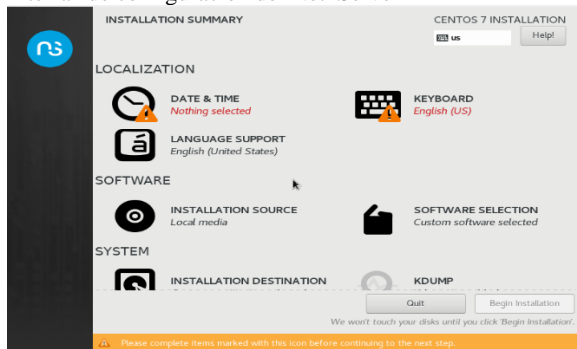 INSTALLATION SUMMARY
CENTOS 7 INSTALLATION
us
Help!
LOCALIZATION
DATE & TIME
Nothing selected
KEYBOARD
English (US)
LANGUAGE SUPPORT
English (United States)
SOFTWARE
INSTALLATION SOURCE
Local media
SOFTWARE SELECTION
Custom software selected
SYSTEM
INSTALLATION DESTINATION
KDUMP
Quit
Begin Installation
We won't touch your disks until you click 'Begin Installation'.
Please complete items marked with this icon before continuing to the next step.